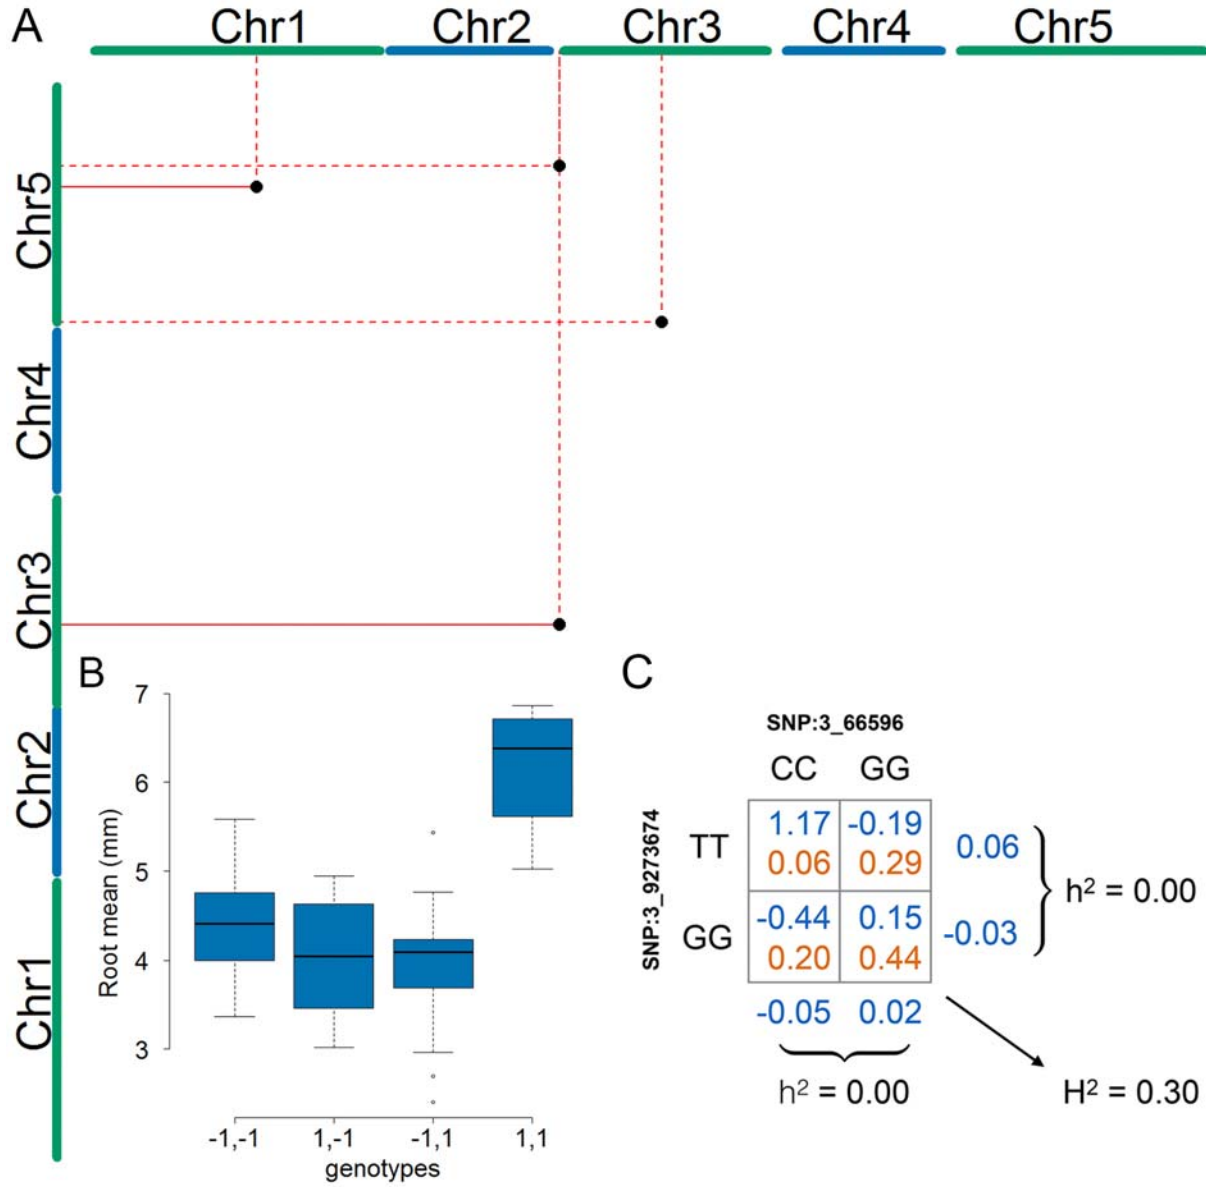 A
Chr1 Chr2 Chr3 Chr4 Chr5
Chr5
Chr4
Chr3
Chr2
Chr1
B
Root mean (mm)
7
6
5
4
3
-1,-1 1,-1 -1,1 1,1
genotypes
C
SNP:3_66596
CC GG
SNP:3_9273674
TT 1.17 -0.19 0.06
0.06 0.29
GG -0.44 0.15 -0.03
0.20 0.44
h² = 0.00
-0.05 0.02
h² = 0.00
H² = 0.30